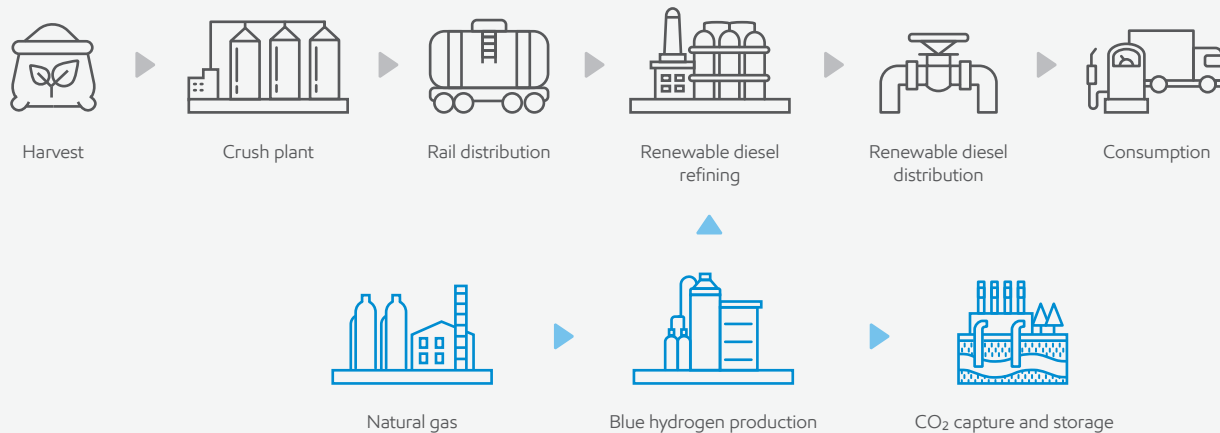 Harvest
Crush plant
Rail distribution
Renewable diesel
refining
Renewable diesel
distribution
Consumption
Natural gas
Blue hydrogen production
CO₂ capture and storage